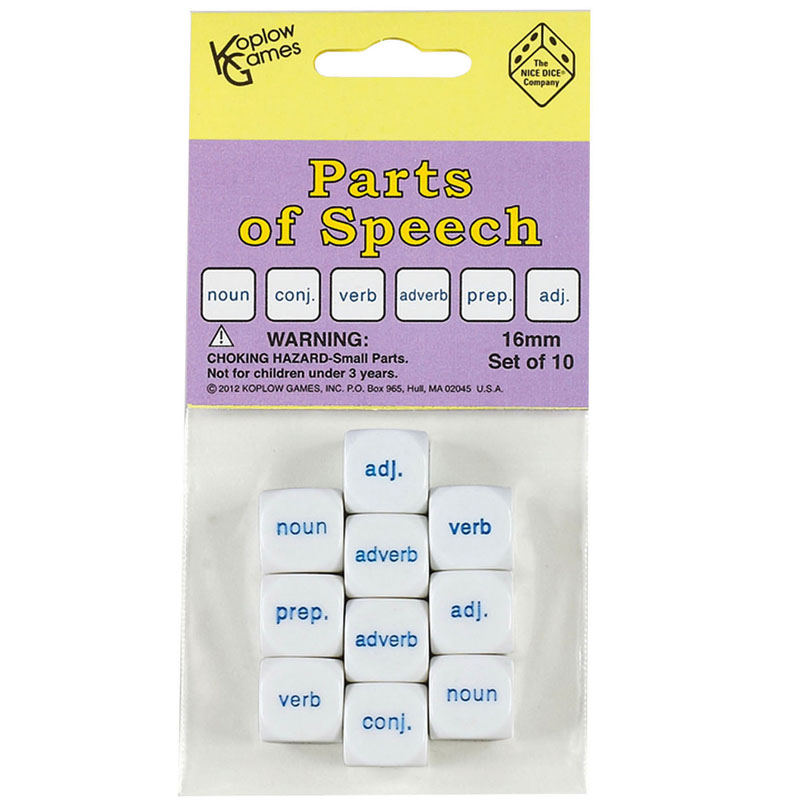 Koplow
Games
The
NICE DICE®
Company
Parts
of Speech
noun conj. verb adverb prep. adj.
WARNING:
CHOKING HAZARD-Small Parts.
Not for children under 3 years.
16mm
Set of 10
© 2012 KOPLOW GAMES, INC. P.O. Box 965, Hull, MA 02045 U.S.A.
adj.
noun
verb
adverb
prep.
adj.
adverb
verb
noun
conj.